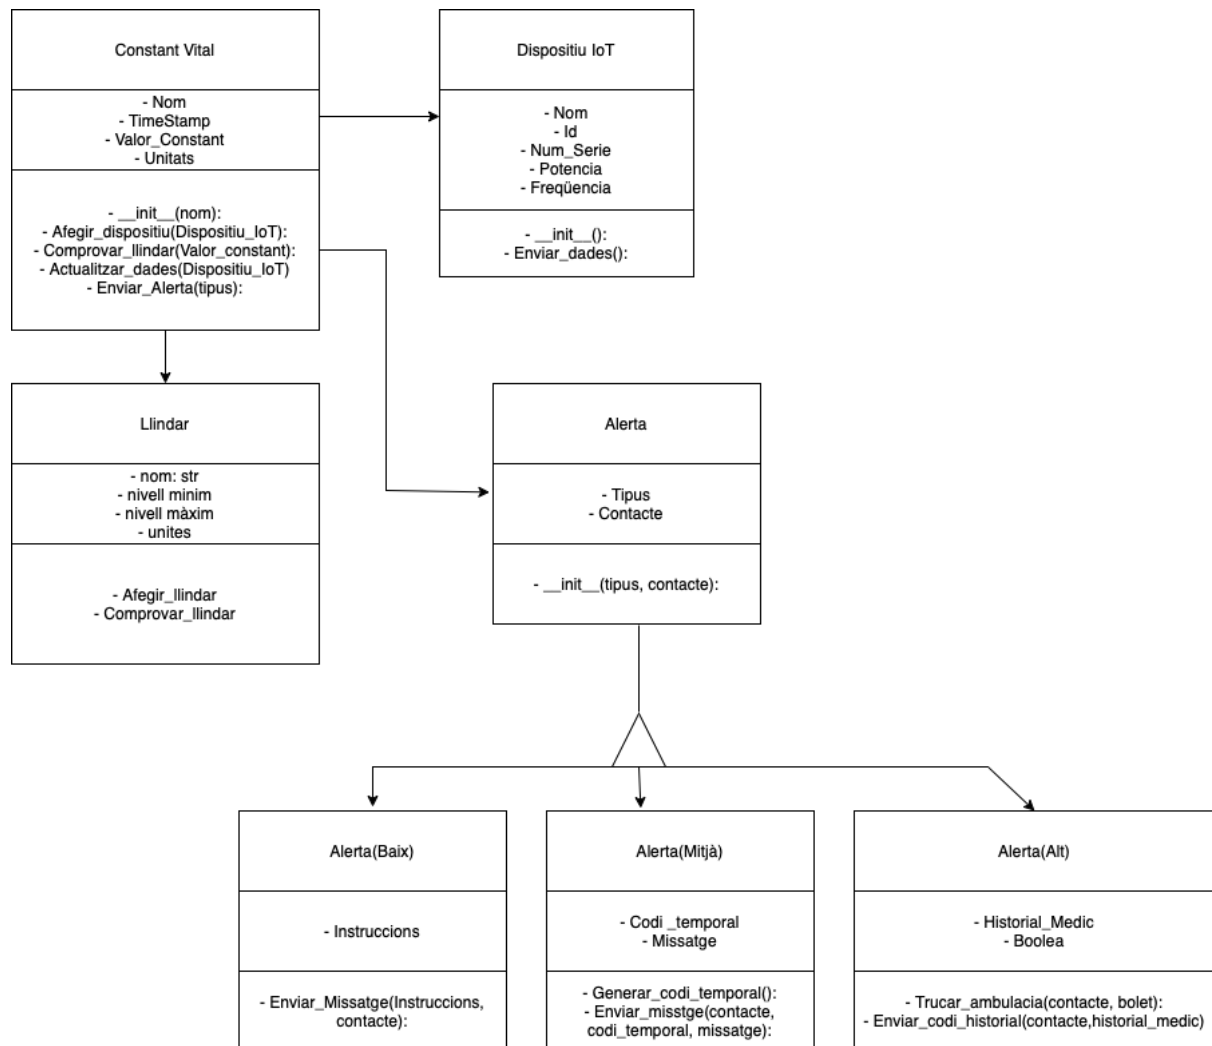 Constant Vital
- Nom
- TimeStamp
- Valor_Constant
- Unitats
- __init__(nom):
- Afegir_dispositiu(Dispositiu_IoT):
- Comprovar_llindar(Valor_constant):
- Actualitzar_dades(Dispositiu_IoT)
- Enviar_Alerta(tipus):
Dispositiu IoT
- Nom
- Id
- Num_Serie
- Potencia
- Freqüencia
- __init__():
- Enviar_dades():
Llindar
- nom: str
- nivell minim
- nivell màxim
- unites
- Afegir_llindar
- Comprovar_llindar
Alerta
- Tipus
- Contacte
- __init__(tipus, contacte):
Alerta(Baix)
- Instruccions
- Enviar_Missatge(Instruccions,
contacte):
Alerta(Mitjà)
- Codi _temporal
- Missatge
- Generar_codi_temporal():
- Enviar_misstge(contacte,
codi_temporal, missatge):
Alerta(Alt)
- Historial_Medic
- Boolea
- Trucar_ambulacia(contacte, bolet):
- Enviar_codi_historial(contacte,historial_medic)